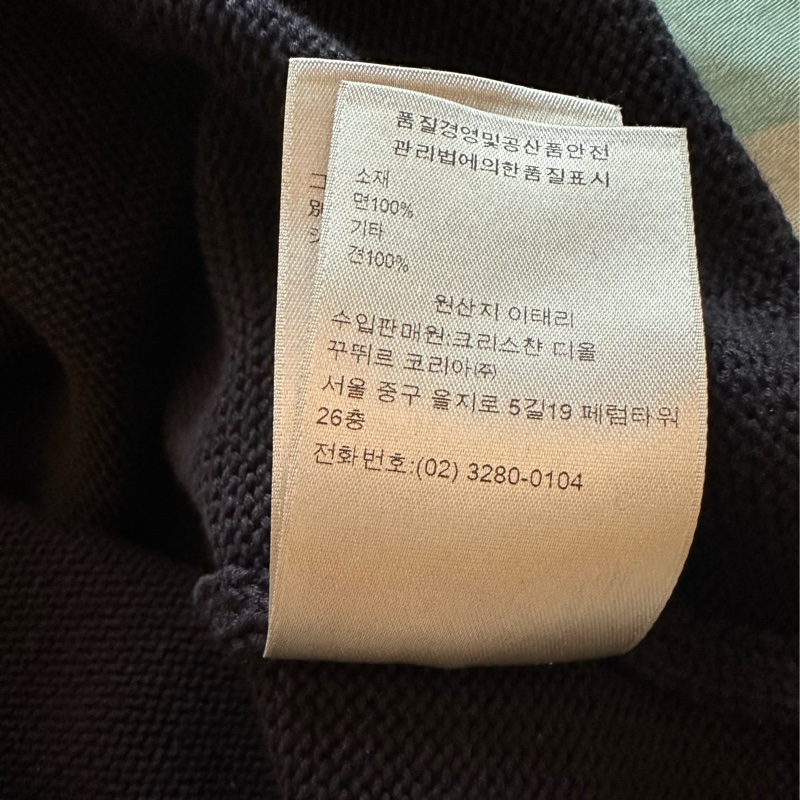 품질경영및공산품안전
관리법에의한품질표시
소재
면100%
기타
견100%
원산지 이태리
수입판매원:크리스챤 디올
꾸뛰르 코리아(주)
서울 중구 을지로 5길19 페럼타워
26층
전화번호:(02) 3280-0104